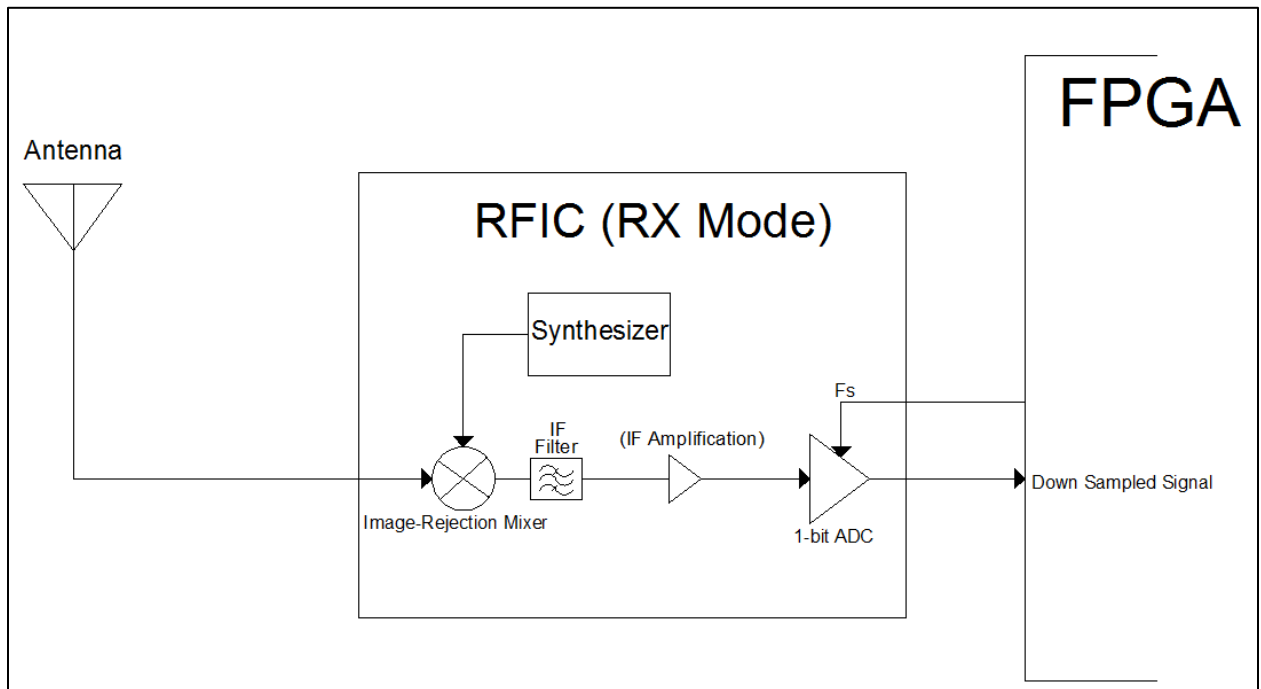 FPGA
Antenna
RFIC (RX Mode)
Synthesizer
Fs
IF
Filter
(IF Amplification)
Down Sampled Signal
Image-Rejection Mixer
1-bit ADC